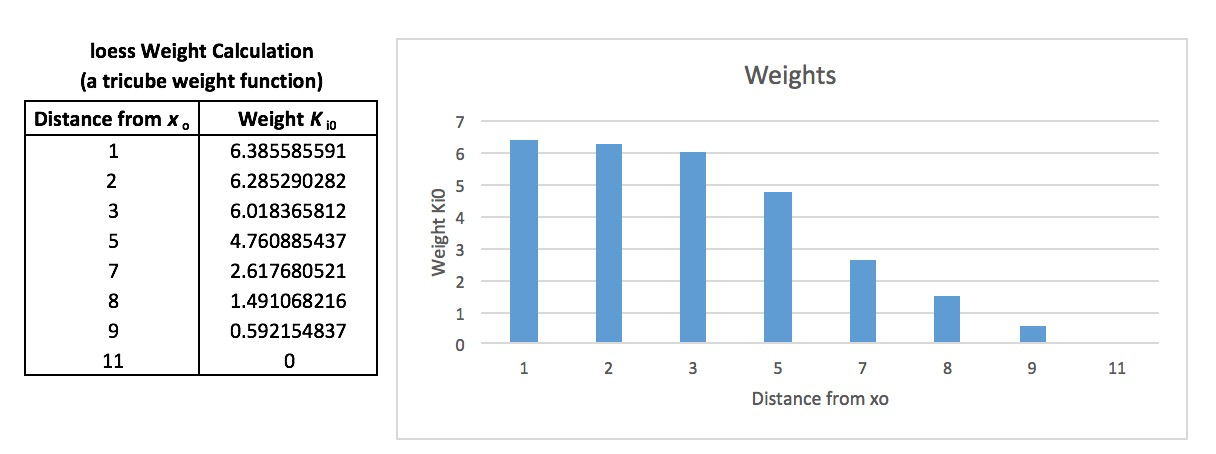 loess Weight Calculation
(a tricube weight function)
Distance from xo Weight Ki0
1 6.385585591
2 6.285290282
3 6.018365812
5 4.760885437
7 2.617680521
8 1.491068216
9 0.592154837
11 0
Weights
Weight Ki0
7
6
5
4
3
2
1
0
1 2 3 5 7 8 9 11
Distance from xo